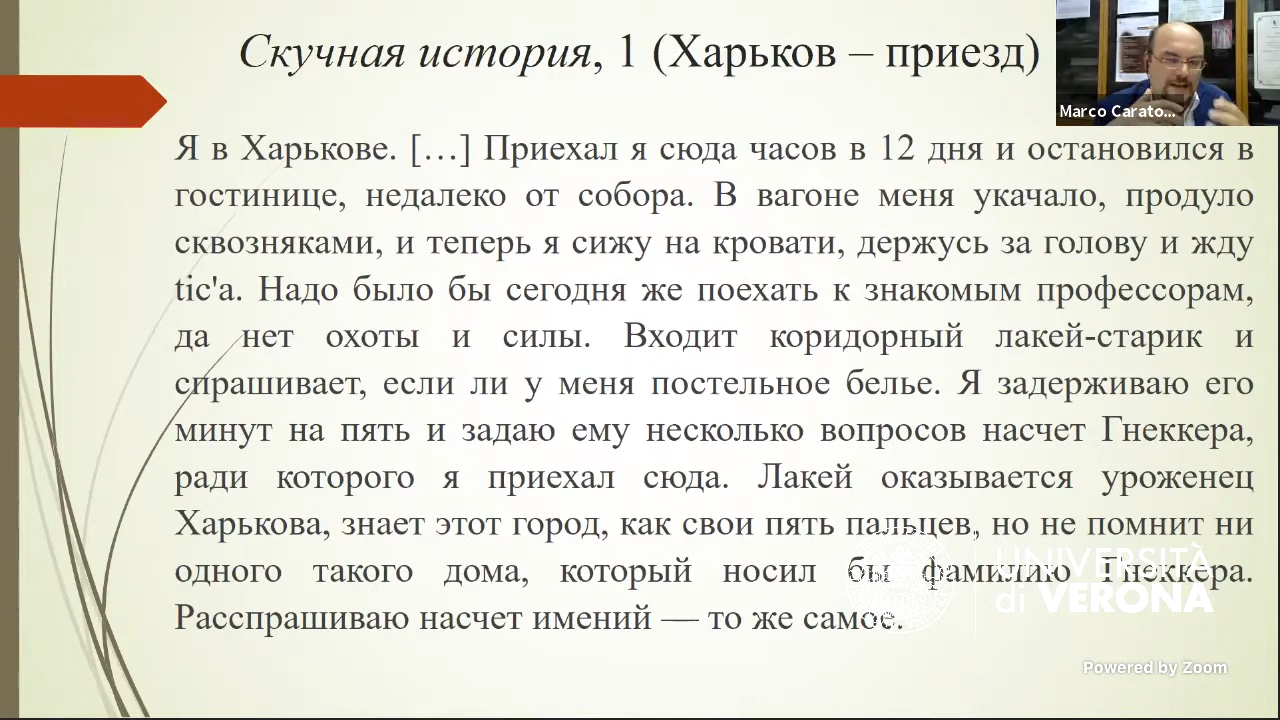 Скучная история, 1 (Харьков – приезд)
Marco Carato...
Я в Харькове. […] Приехал я сюда часов в 12 дня и остановился в
гостинице, недалеко от собора. В вагоне меня укачало, продуло
сквозняками, и теперь я сижу на кровати, держусь за голову и жду
tic'а. Надо было бы сегодня же поехать к знакомым профессорам,
да нет охоты и силы. Входит коридорный лакей-старик и
спрашивает, если ли у меня постельное белье. Я задерживаю его
минут на пять и задаю ему несколько вопросов насчет Гнеккера,
ради которого я приехал сюда. Лакей оказывается уроженец
Харькова, знает этот город, как свои пять пальцев, но не помнит ни
одного такого дома, который носил бы фамилию Гнеккера.
Расспрашиваю насчет имений — то же самое.
UNIVERSITÀ
di VERONA
Powered by Zoom